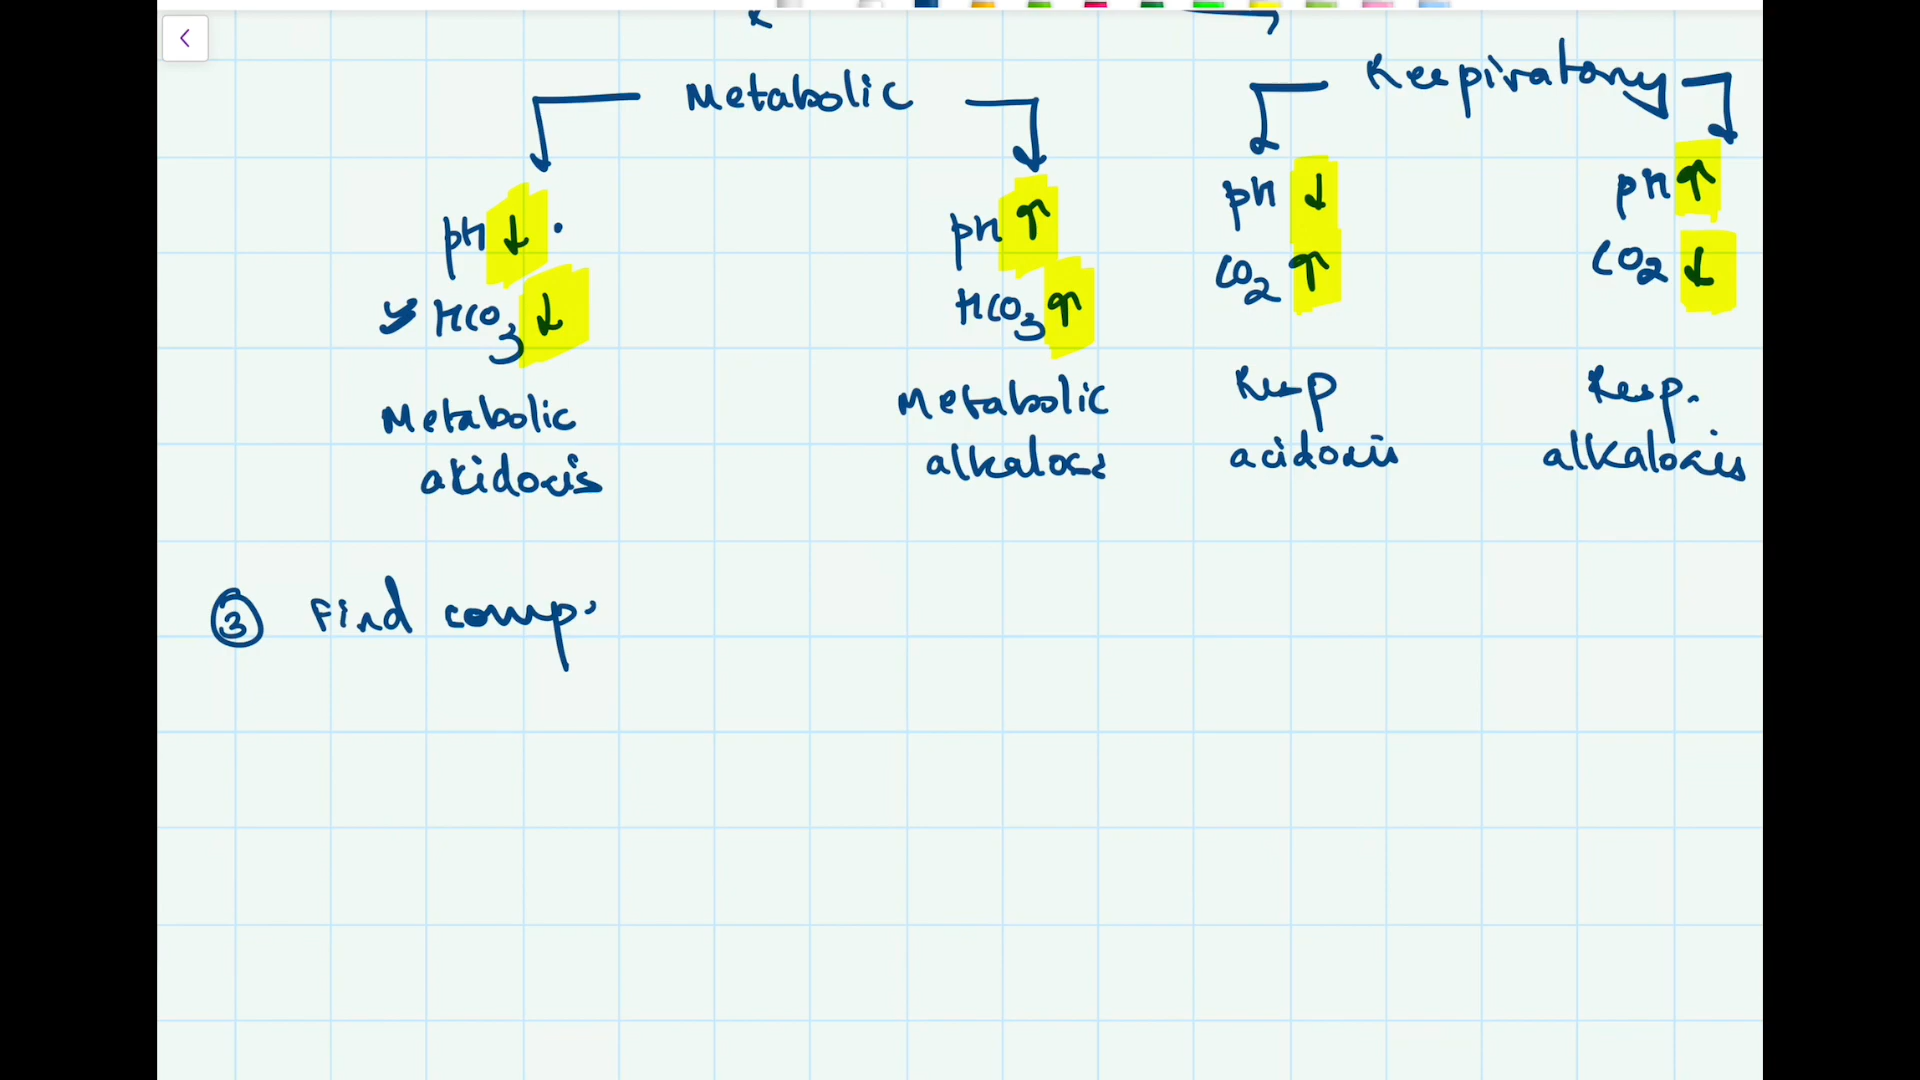 Metabolic
Respiratory
pH ↓ .
HCO3 ↓
Metabolic
acidosis
pH ↑
HCO3 ↑
Metabolic
alkalosis
pH ↓
CO2 ↑
Resp
acidosis
pH ↑
CO2 ↓
Resp.
alkalosis
③ Find comp.